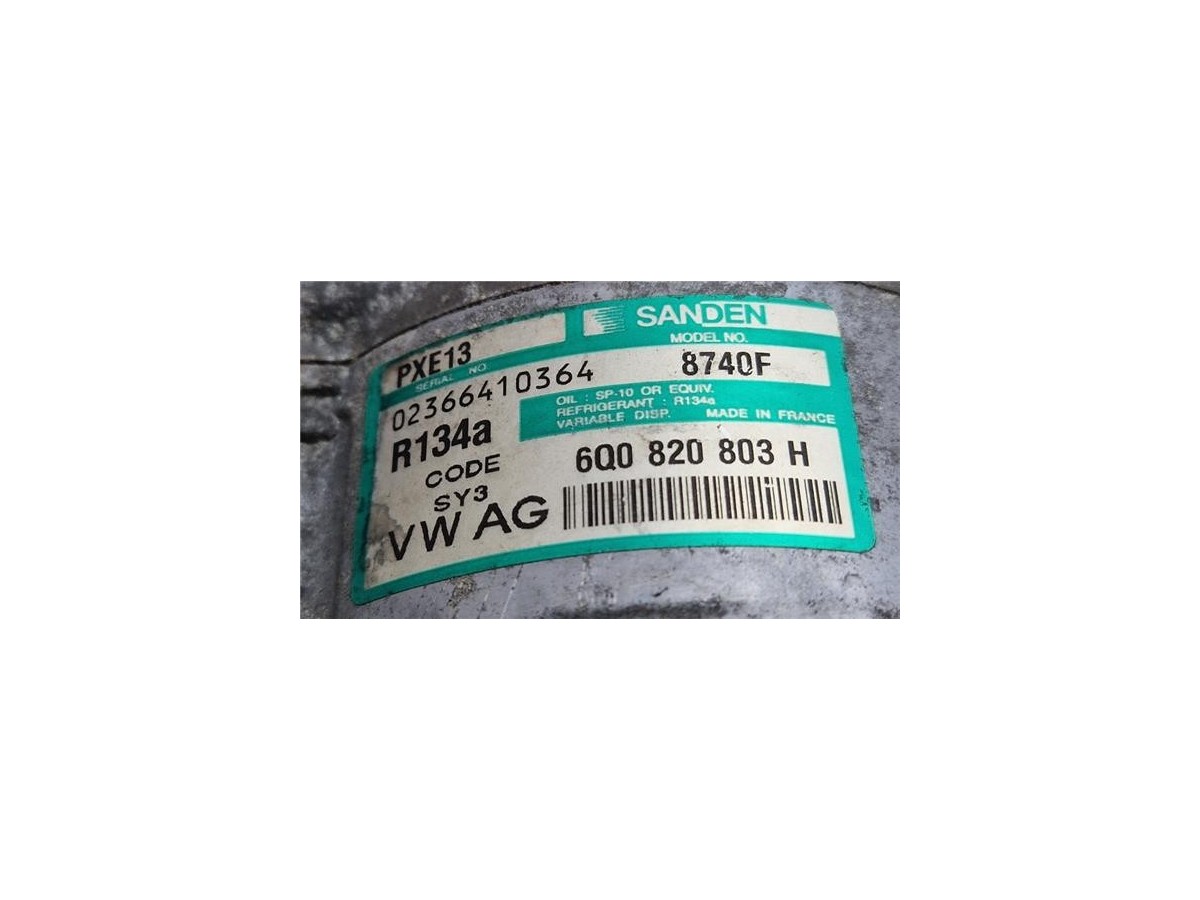 SANDEN
PXE13
MODEL NO.
8740F
SERIAL NO.
02366410364
OIL : SP-10 OR EQUIV.
REFRIGERANT : R134a
VARIABLE DISP. MADE IN FRANCE
R134a
CODE
SY3
6Q0 820 803 H
VW AG